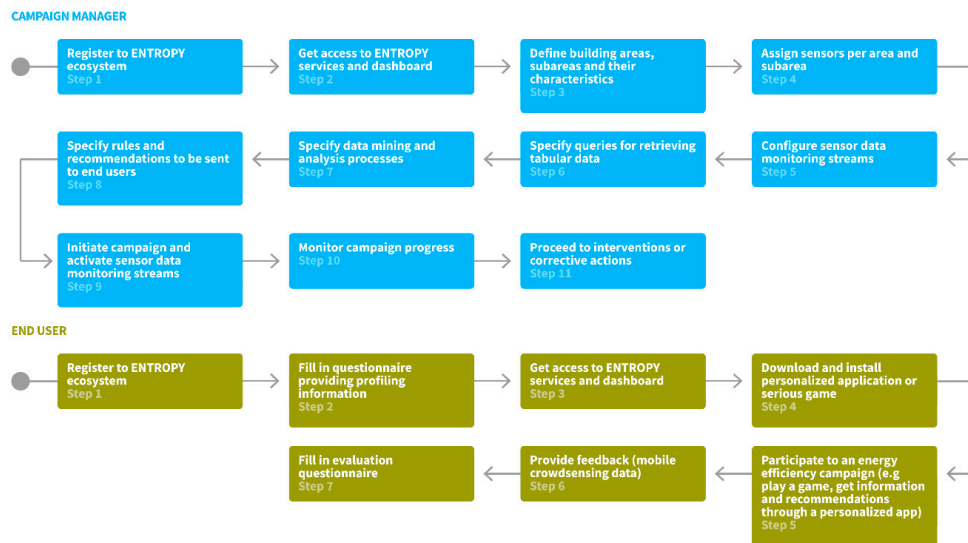 CAMPAIGN MANAGER
Register to ENTROPY
ecosystem
Step 1
Get access to ENTROPY
services and dashboard
Step 2
Define building areas,
subareas and their
characteristics
Step 3
Assign sensors per area and
subarea
Step 4
Configure sensor data
monitoring streams
Step 5
Specify queries for retrieving
tabular data
Step 6
Specify data mining and
analysis processes
Step 7
Specify rules and
recommendations to be sent
to end users
Step 8
Initiate campaign and
activate sensor data
monitoring streams
Step 9
Monitor campaign progress
Step 10
Proceed to interventions or
corrective actions
Step 11
END USER
Register to ENTROPY
ecosystem
Step 1
Fill in questionnaire
providing profiling
information
Step 2
Get access to ENTROPY
services and dashboard
Step 3
Download and install
personalized application or
serious game
Step 4
Participate to an energy
efficiency campaign (e.g
play a game, get information
and recommendations
through a personalized app)
Step 5
Provide feedback (mobile
crowdsensing data)
Step 6
Fill in evaluation
questionnaire
Step 7